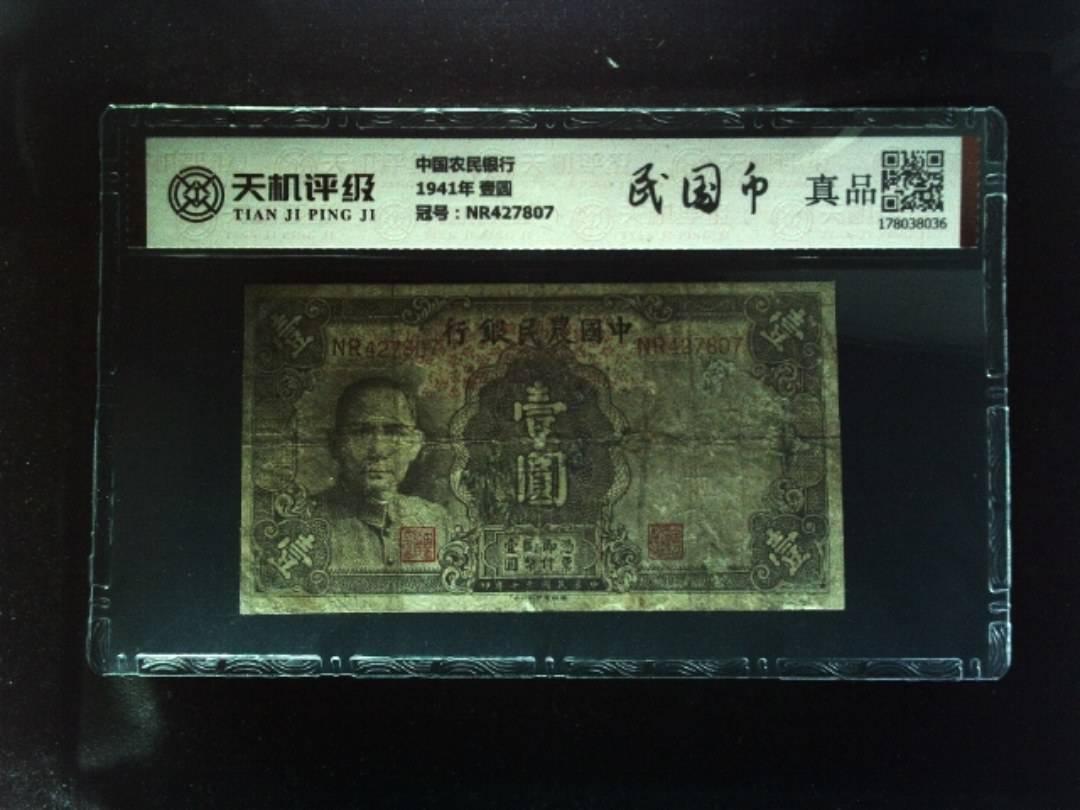 天机评级
TIAN JI PING JI
中国农民银行
1941年 壹圆
冠号：NR427807
民国币
真品
178038036
行銀民農國中
NR427807
NR427807
壹
壹
壹
圓
壹
壹